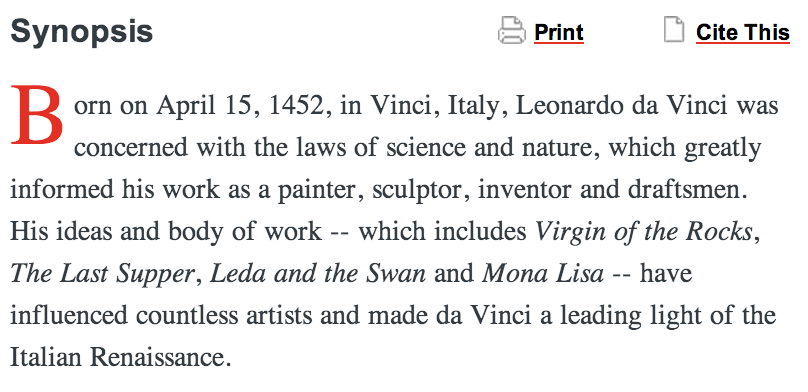 Synopsis
Print
Cite This
Born on April 15, 1452, in Vinci, Italy, Leonardo da Vinci was
concerned with the laws of science and nature, which greatly
informed his work as a painter, sculptor, inventor and draftsmen.
His ideas and body of work -- which includes Virgin of the Rocks,
The Last Supper, Leda and the Swan and Mona Lisa -- have
influenced countless artists and made da Vinci a leading light of the
Italian Renaissance.